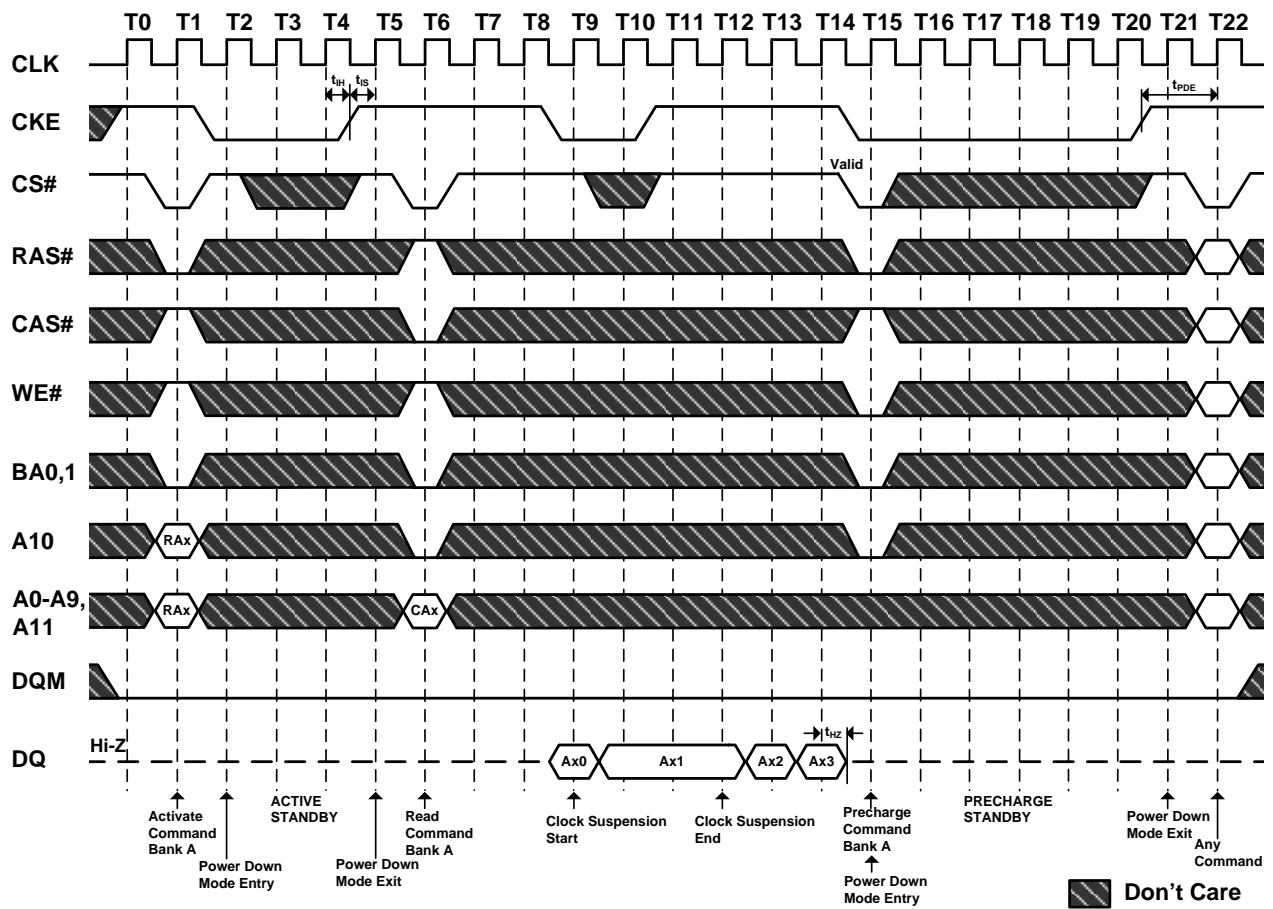 T0 T1 T2 T3 T4 T5 T6 T7 T8 T9 T10 T11 T12 T13 T14 T15 T16 T17 T18 T19 T20 T21 T22
CLK
tIH tIS
tPDE
CKE
Valid
CS#
RAS#
CAS#
WE#
BA0,1
A10
RAx
A0-A9,
A11
RAx
CAx
DQM
tHZ
Hi-Z
DQ
Ax0
Ax1
Ax2
Ax3
Activate
Command
Bank A
Power Down
Mode Entry
ACTIVE
STANDBY
Power Down
Mode Exit
Read
Command
Bank A
Clock Suspension
Start
Clock Suspension
End
Precharge
Command
Bank A
Power Down
Mode Entry
PRECHARGE
STANDBY
Power Down
Mode Exit
Any
Command
Don't Care